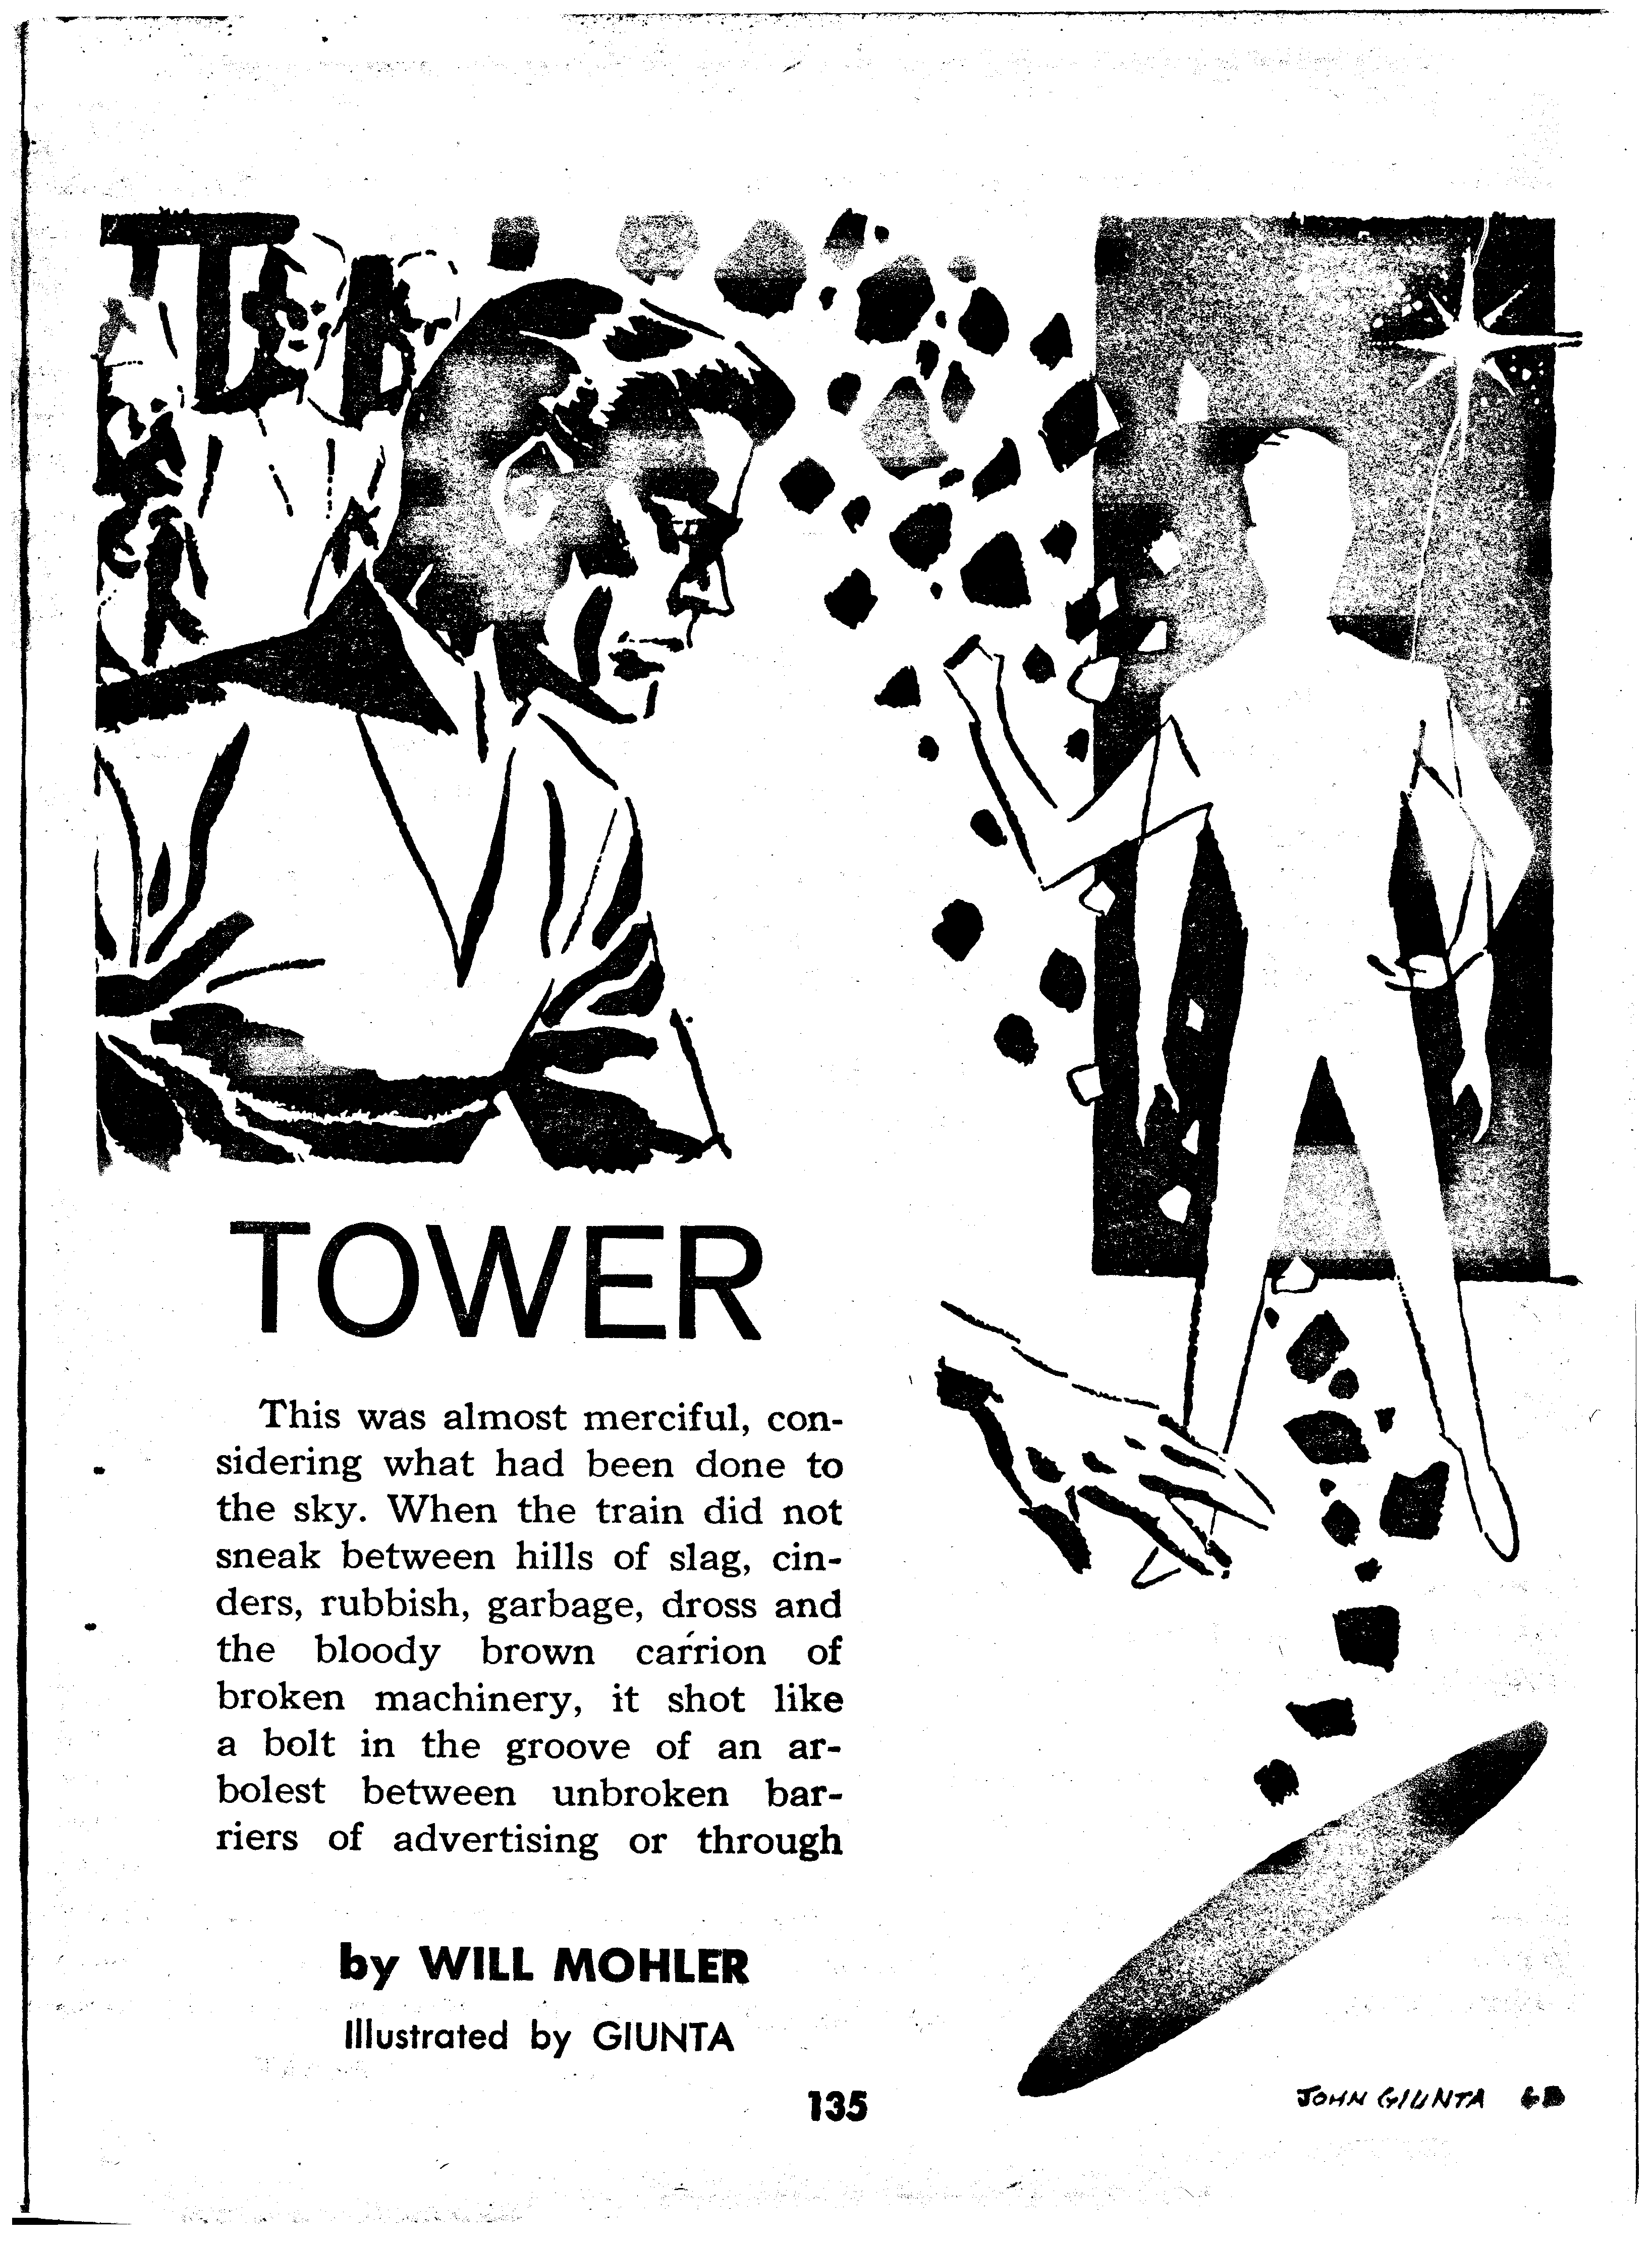 TOWER
This was almost merciful, con-
sidering what had been done to
the sky. When the train did not
sneak between hills of slag, cin-
ders, rubbish, garbage, dross and
the bloody brown carrion of
broken machinery, it shot like
a bolt in the groove of an ar-
bolest between unbroken bar-
riers of advertising or through
by WILL MOHLER
Illustrated by GIUNTA
135
JOHN GIUNTA